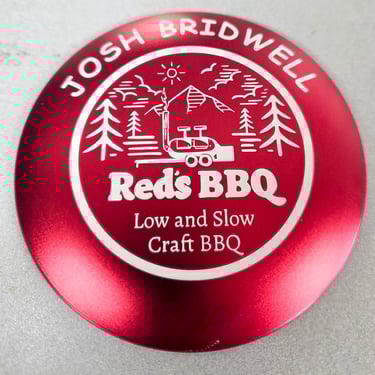 JOSH BRIDWELL
Red's BBQ
Low and Slow
Craft BBQ